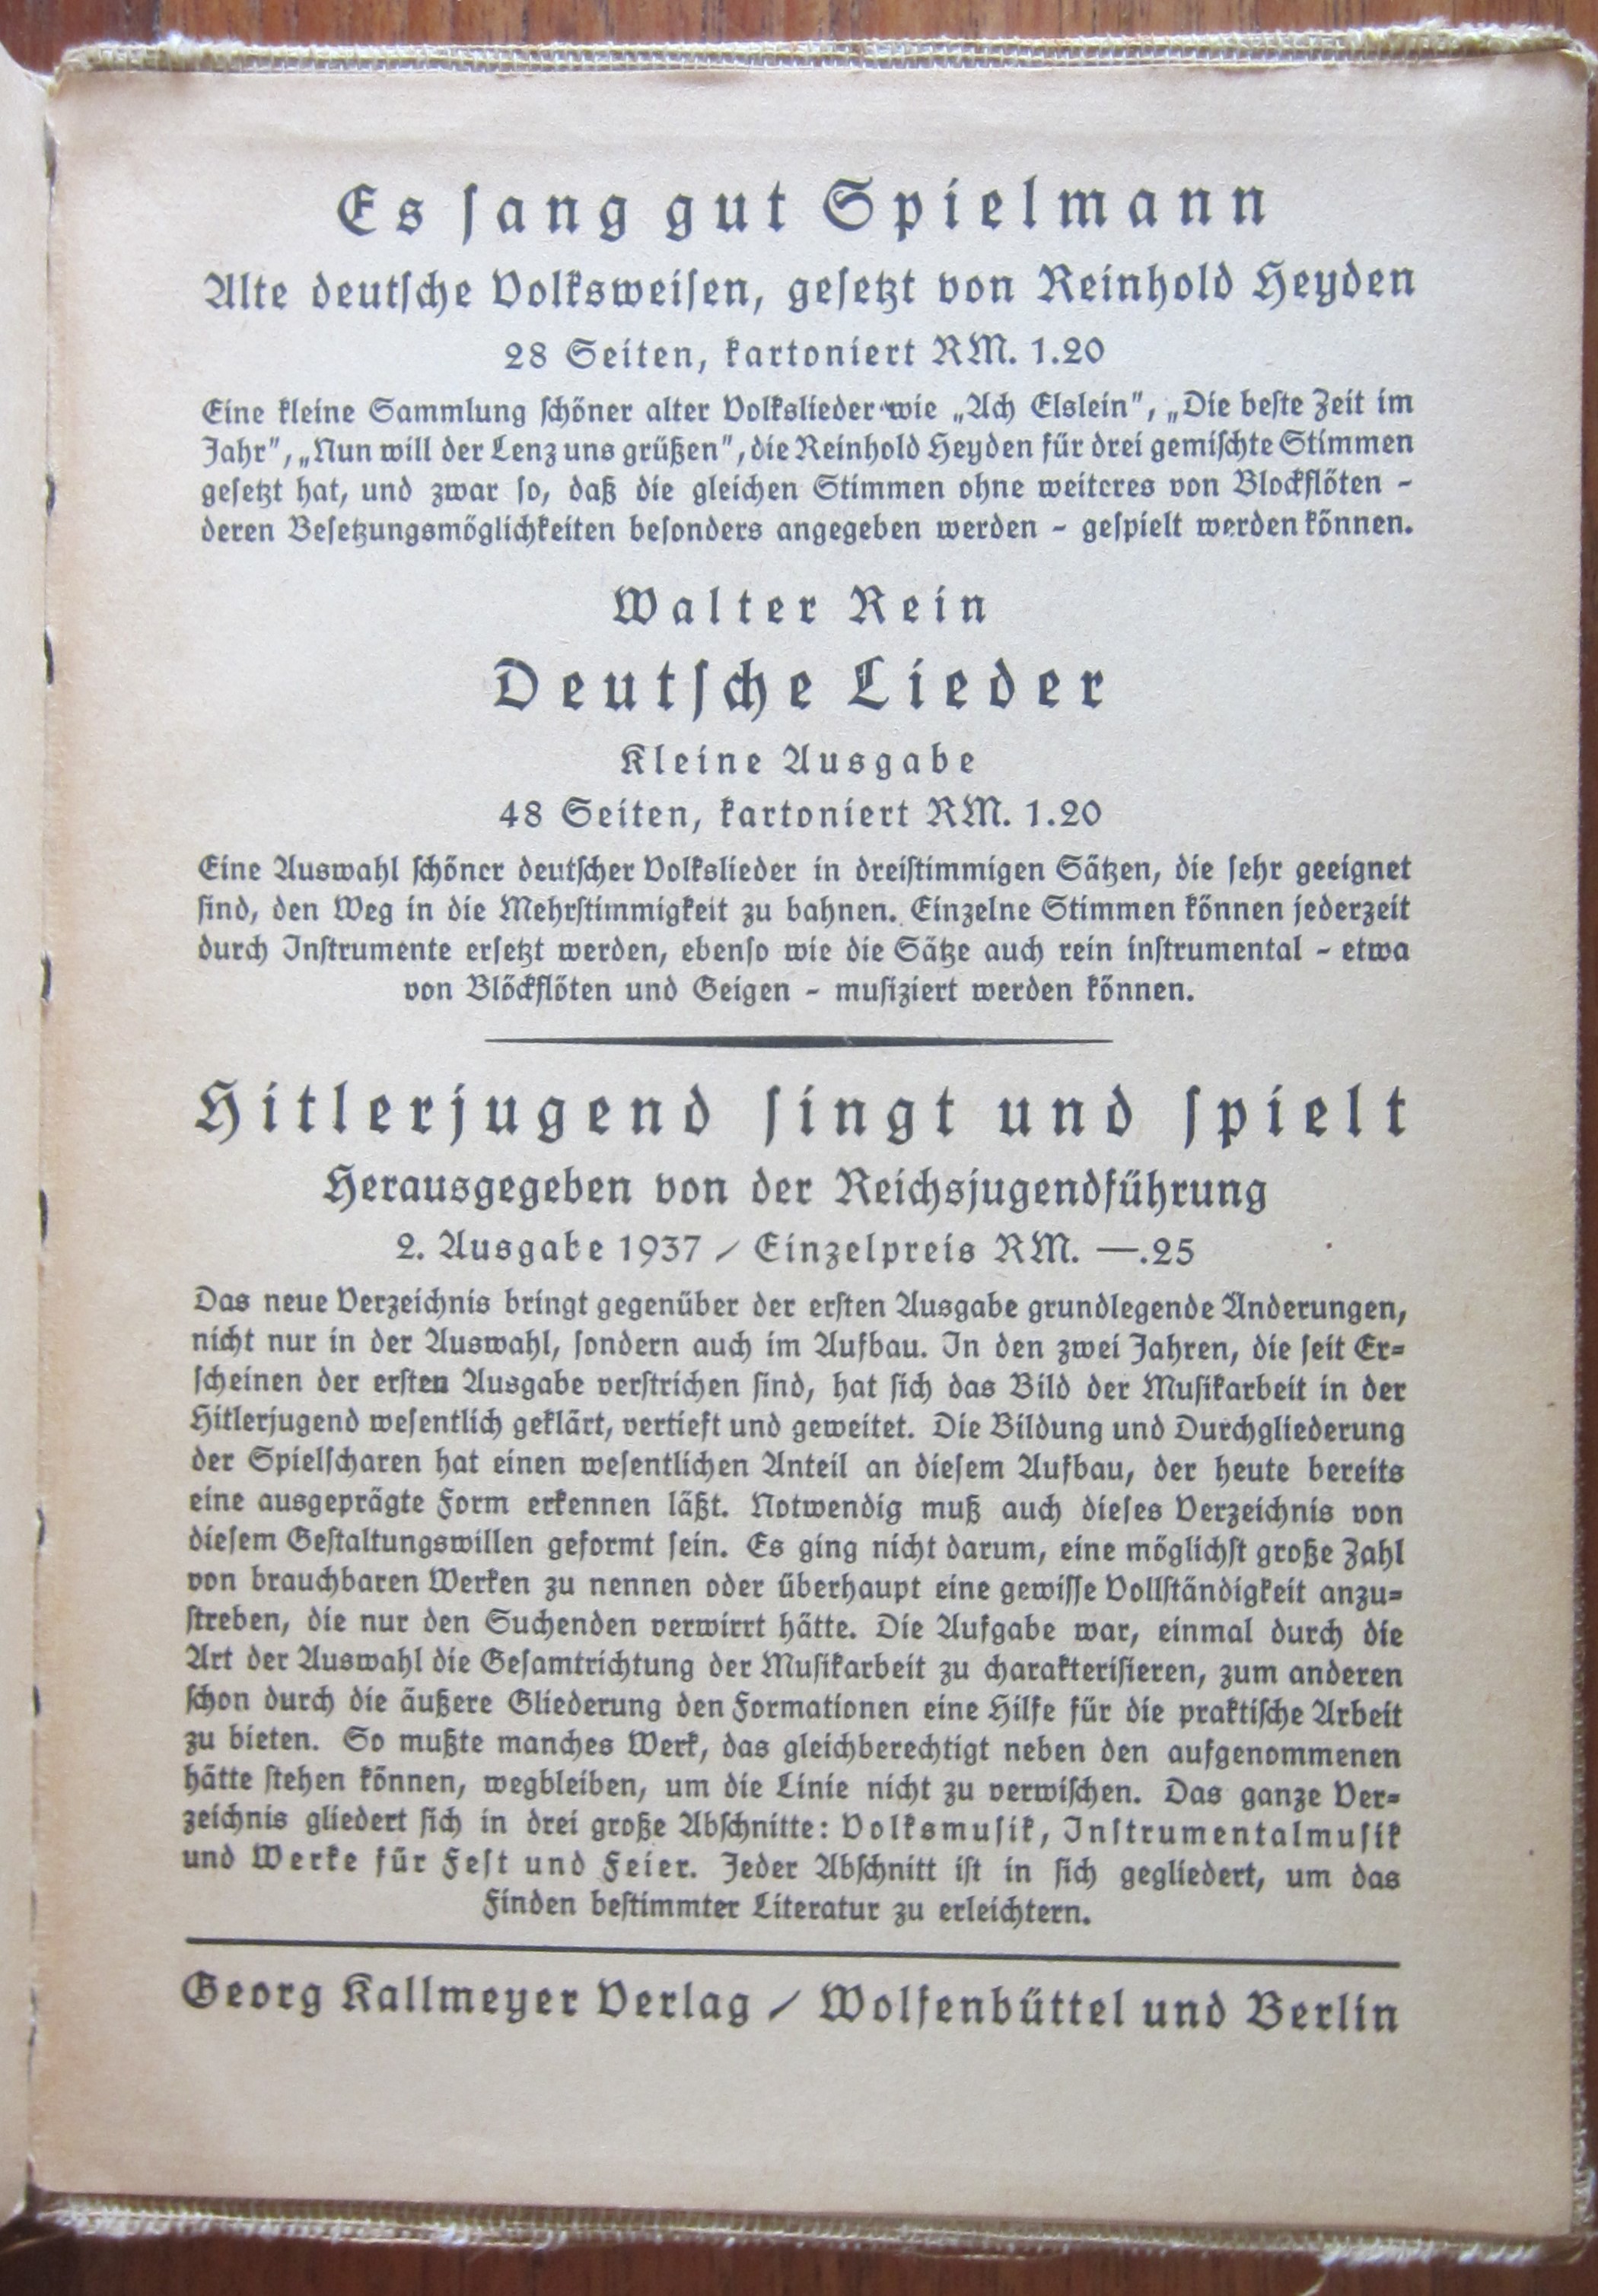 Es sang gut Spielmann
Alte deutsche Volksweisen, gesetzt von Reinhold Heyden
28 Seiten, kartoniert RM. 1.20
Eine kleine Sammlung schöner alter Volkslieder wie „Ach Elslein”, „Die beste Zeit im
Jahr”, „Nun will der Lenz uns grüßen”, die Reinhold Heyden für drei gemischte Stimmen
gesetzt hat, und zwar so, daß die gleichen Stimmen ohne weiteres von Blockflöten -
deren Besetzungsmöglichkeiten besonders angegeben werden - gespielt werden können.
Walter Rein
Deutsche Lieder
Kleine Ausgabe
48 Seiten, kartoniert RM. 1.20
Eine Auswahl schöner deutscher Volkslieder in dreistimmigen Sätzen, die sehr geeignet
sind, den Weg in die Mehrstimmigkeit zu bahnen. Einzelne Stimmen können jederzeit
durch Instrumente ersetzt werden, ebenso wie die Sätze auch rein instrumental - etwa
von Blöckflöten und Geigen - musiziert werden können.
Hitlerjugend singt und spielt
Herausgegeben von der Reichsjugendführung
2. Ausgabe 1937 / Einzelpreis RM. —.25
Das neue Verzeichnis bringt gegenüber der ersten Ausgabe grundlegende Änderungen,
nicht nur in der Auswahl, sondern auch im Aufbau. In den zwei Jahren, die seit Er-
scheinen der ersten Ausgabe verstrichen sind, hat sich das Bild der Musikarbeit in der
Hitlerjugend wesentlich geklärt, vertieft und geweitet. Die Bildung und Durchgliederung
der Spielscharen hat einen wesentlichen Anteil an diesem Aufbau, der heute bereits
eine ausgeprägte Form erkennen läßt. Notwendig muß auch dieses Verzeichnis von
diesem Gestaltungswillen geformt sein. Es ging nicht darum, eine möglichst große Zahl
von brauchbaren Werken zu nennen oder überhaupt eine gewisse Vollständigkeit anzu-
streben, die nur den Suchenden verwirrt hätte. Die Aufgabe war, einmal durch die
Art der Auswahl die Gesamtrichtung der Musikarbeit zu charakterisieren, zum anderen
schon durch die äußere Gliederung den Formationen eine Hilfe für die praktische Arbeit
zu bieten. So mußte manches Werk, das gleichberechtigt neben den aufgenommenen
hätte stehen können, wegbleiben, um die Linie nicht zu verwischen. Das ganze Ver-
zeichnis gliedert sich in drei große Abschnitte: Volksmusik, Instrumentalmusik
und Werke für Fest und Feier. Jeder Abschnitt ist in sich gegliedert, um das
Finden bestimmter Literatur zu erleichtern.
Georg Kallmeyer Verlag / Wolfenbüttel und Berlin